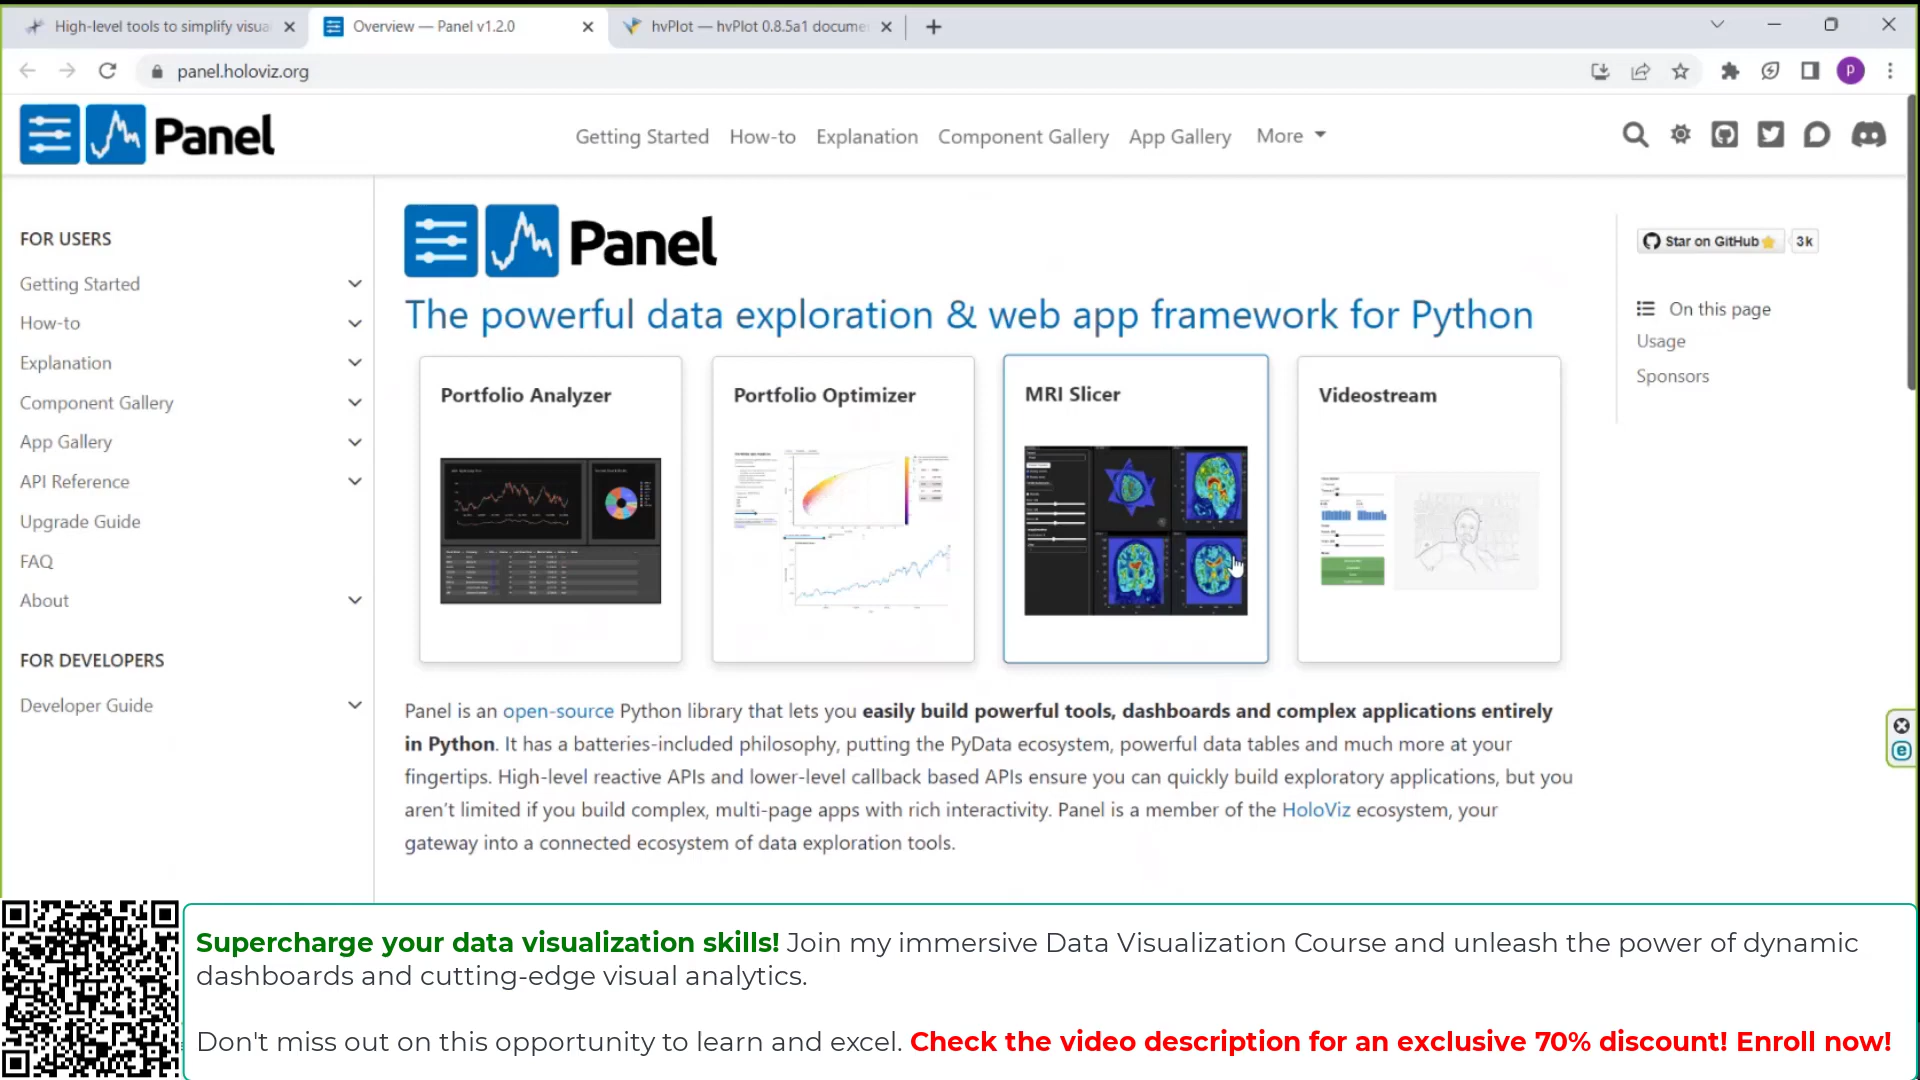 High-level tools to simplify visua
Overview — Panel v1.2.0
hvPlot — hvPlot 0.8.5a1 docume
panel.holoviz.org
P
Panel
Getting Started
How-to
Explanation
Component Gallery
App Gallery
More
FOR USERS
Getting Started
How-to
Explanation
Component Gallery
App Gallery
API Reference
Upgrade Guide
FAQ
About
FOR DEVELOPERS
Developer Guide
Panel
The powerful data exploration & web app framework for Python
Portfolio Analyzer
Portfolio Optimizer
MRI Slicer
Videostream
Panel is an open-source Python library that lets you easily build powerful tools, dashboards and complex applications entirely
in Python. It has a batteries-included philosophy, putting the PyData ecosystem, powerful data tables and much more at your
fingertips. High-level reactive APIs and lower-level callback based APIs ensure you can quickly build exploratory applications, but you
aren't limited if you build complex, multi-page apps with rich interactivity. Panel is a member of the HoloViz ecosystem, your
gateway into a connected ecosystem of data exploration tools.
Star on GitHub
3k
On this page
Usage
Sponsors
Supercharge your data visualization skills! Join my immersive Data Visualization Course and unleash the power of dynamic
dashboards and cutting-edge visual analytics.
Don't miss out on this opportunity to learn and excel. Check the video description for an exclusive 70% discount! Enroll now!